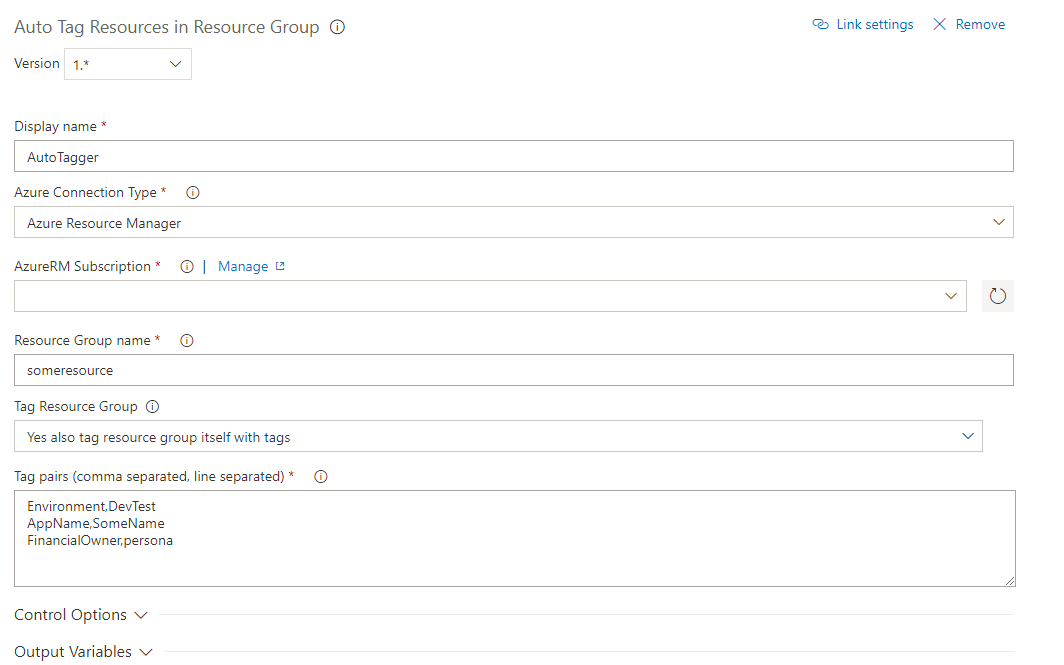 Auto Tag Resources in Resource Group
Link settings
Remove
Version
1.*
Display name *
AutoTagger
Azure Connection Type *
Azure Resource Manager
AzureRM Subscription *
| Manage
Resource Group name *
someresource
Tag Resource Group
Yes also tag resource group itself with tags
Tag pairs (comma separated, line separated) *
Environment,DevTest
AppName,SomeName
FinancialOwner,persona
Control Options
Output Variables